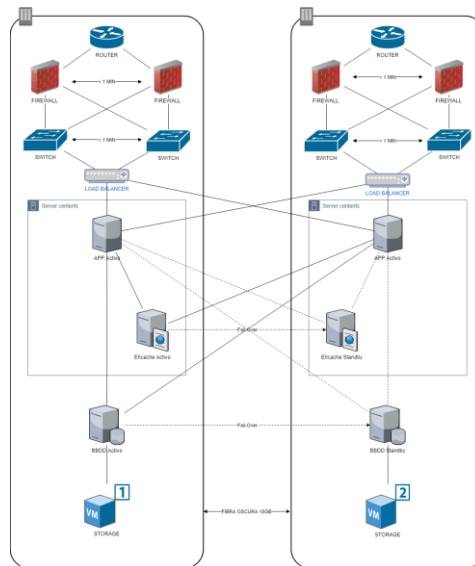 ROUTER
ROUTER
FIREWALL
< 1 MIN
FIREWALL
FIREWALL
< 1 MIN
FIREWALL
SWITCH
< 1 MIN
SWITCH
SWITCH
< 1 MIN
SWITCH
LOAD BALANCER
LOAD BALANCER
Server contents
Server contents
APP Activo
APP Activo
Fail-Over
Ehcache Activo
Ehcache Standby
Fail-Over
BBDD Activo
BBDD Standby
1
2
VM
VM
FIBRA OSCURA 10GB
STORAGE
STORAGE